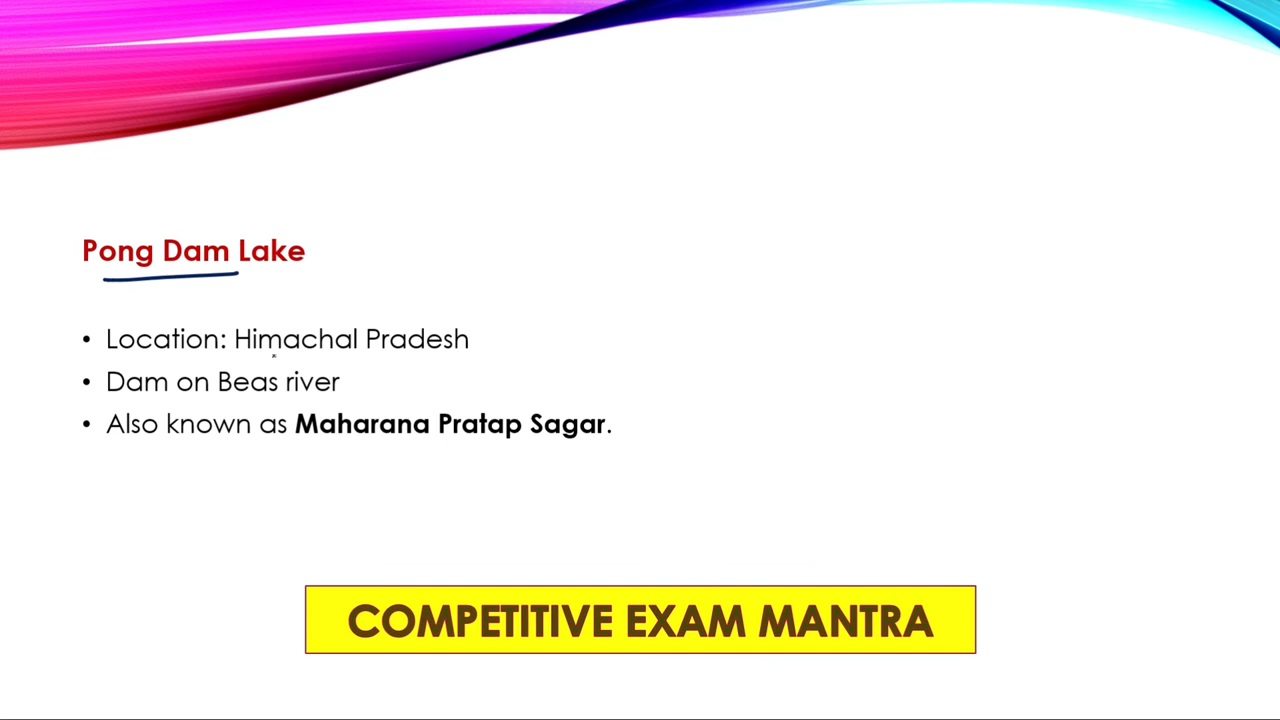 Pong Dam Lake
• Location: Himachal Pradesh
• Dam on Beas river
• Also known as Maharana Pratap Sagar.
COMPETITIVE EXAM MANTRA